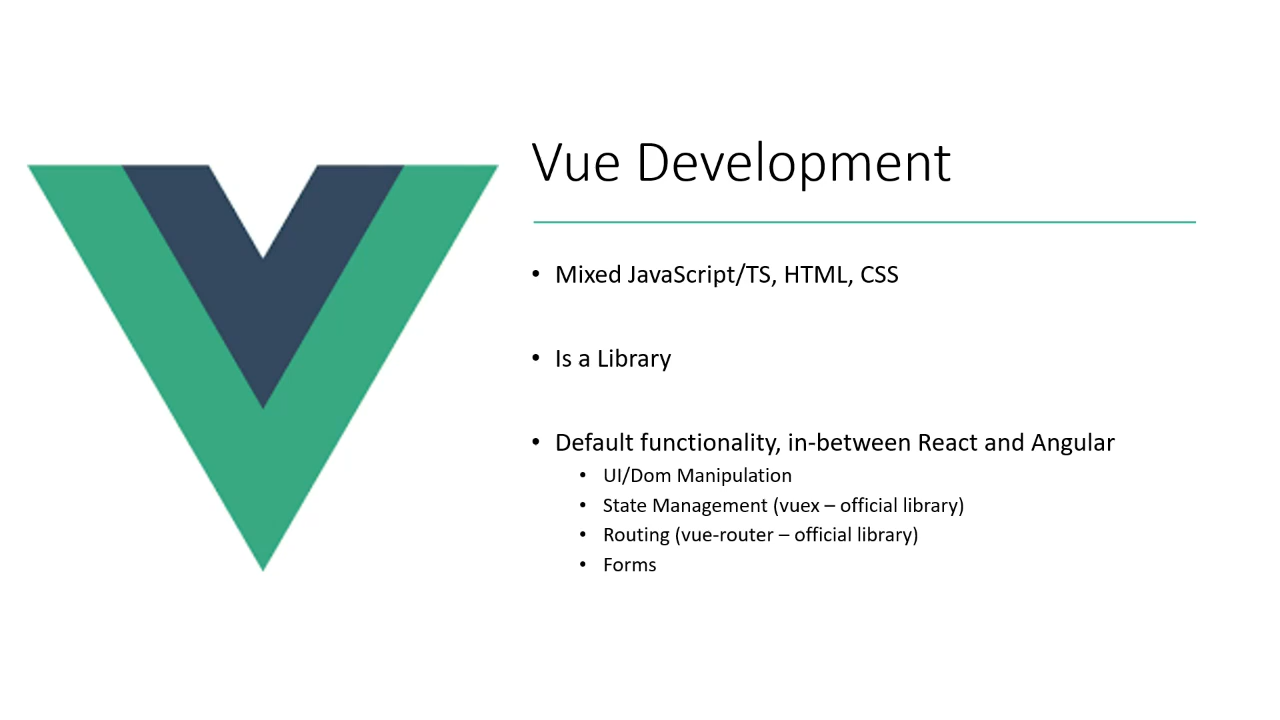 Vue Development
• Mixed JavaScript/TS, HTML, CSS
• Is a Library
• Default functionality, in-between React and Angular
• UI/Dom Manipulation
• State Management (vuex – official library)
• Routing (vue-router – official library)
• Forms